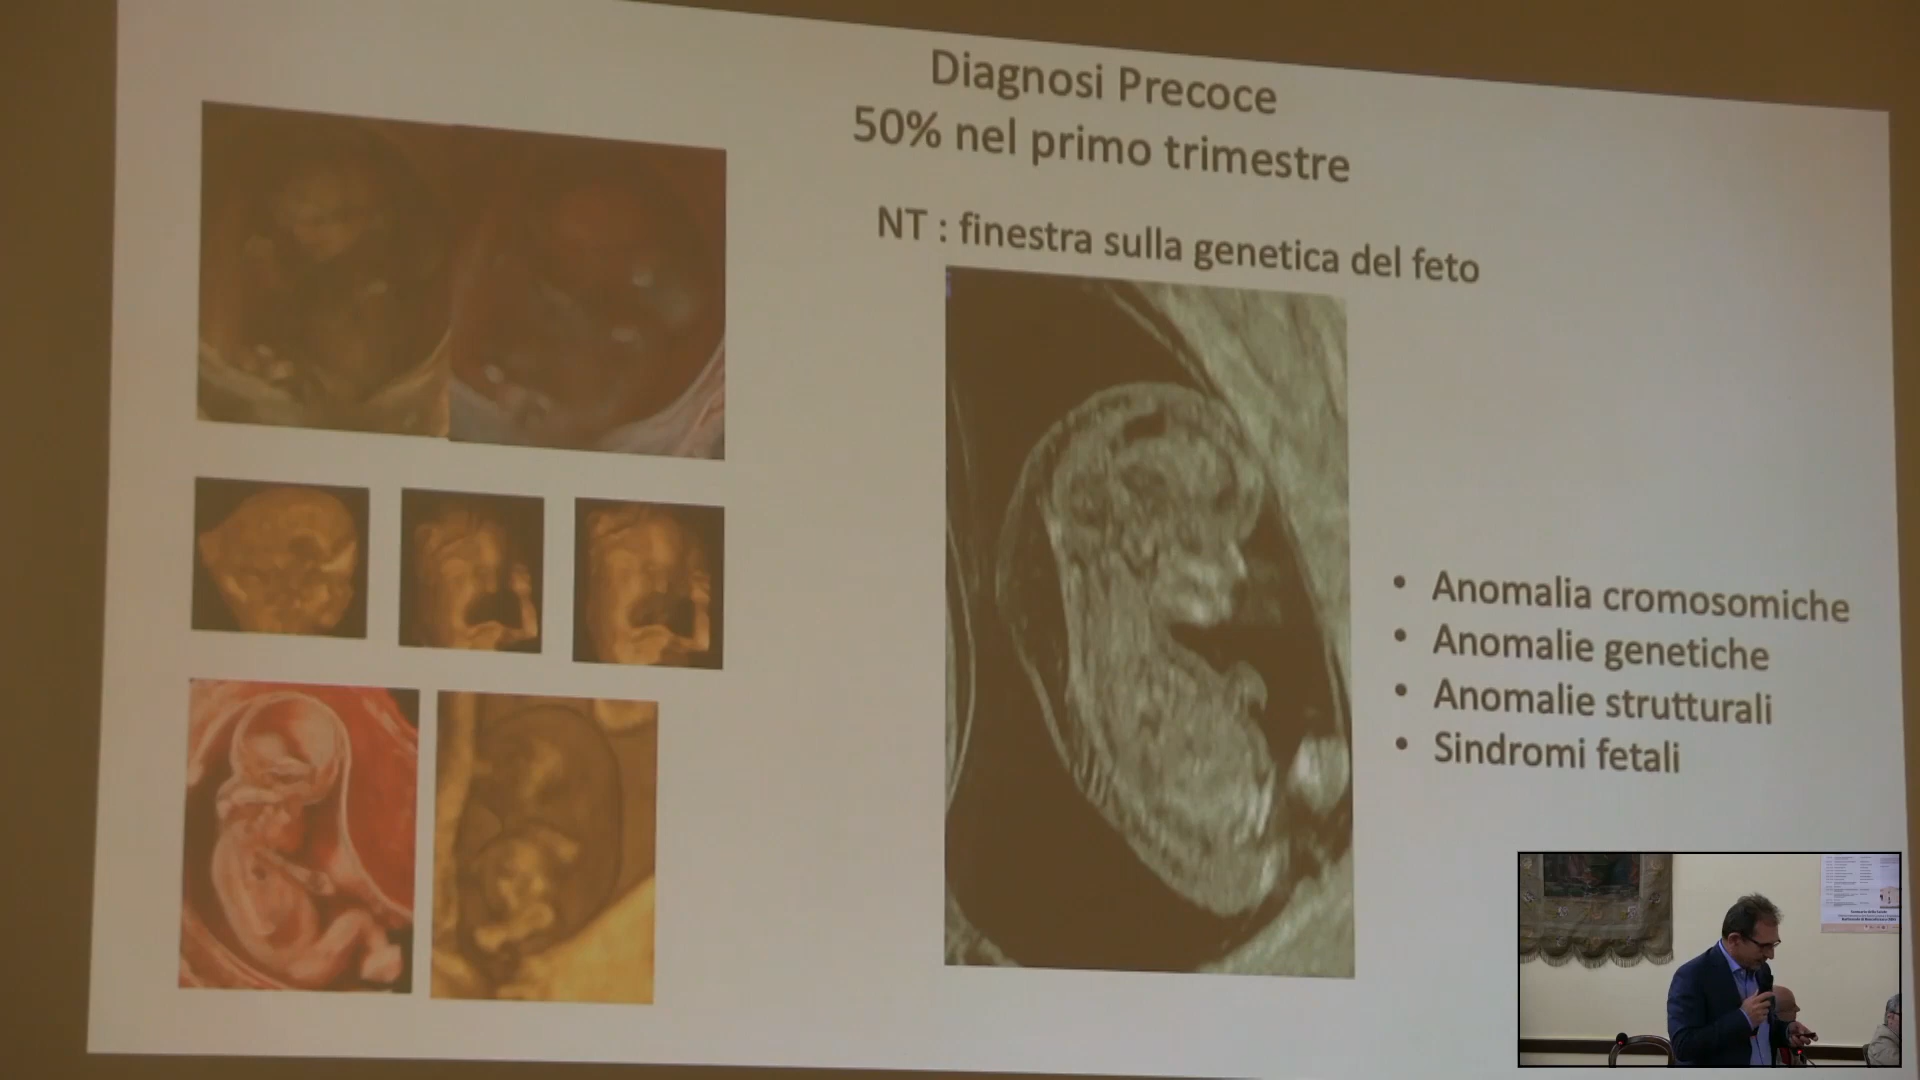 Diagnosi Precoce
50% nel primo trimestre
NT : finestra sulla genetica del feto
• Anomalia cromosomiche
• Anomalie genetiche
• Anomalie strutturali
• Sindromi fetali